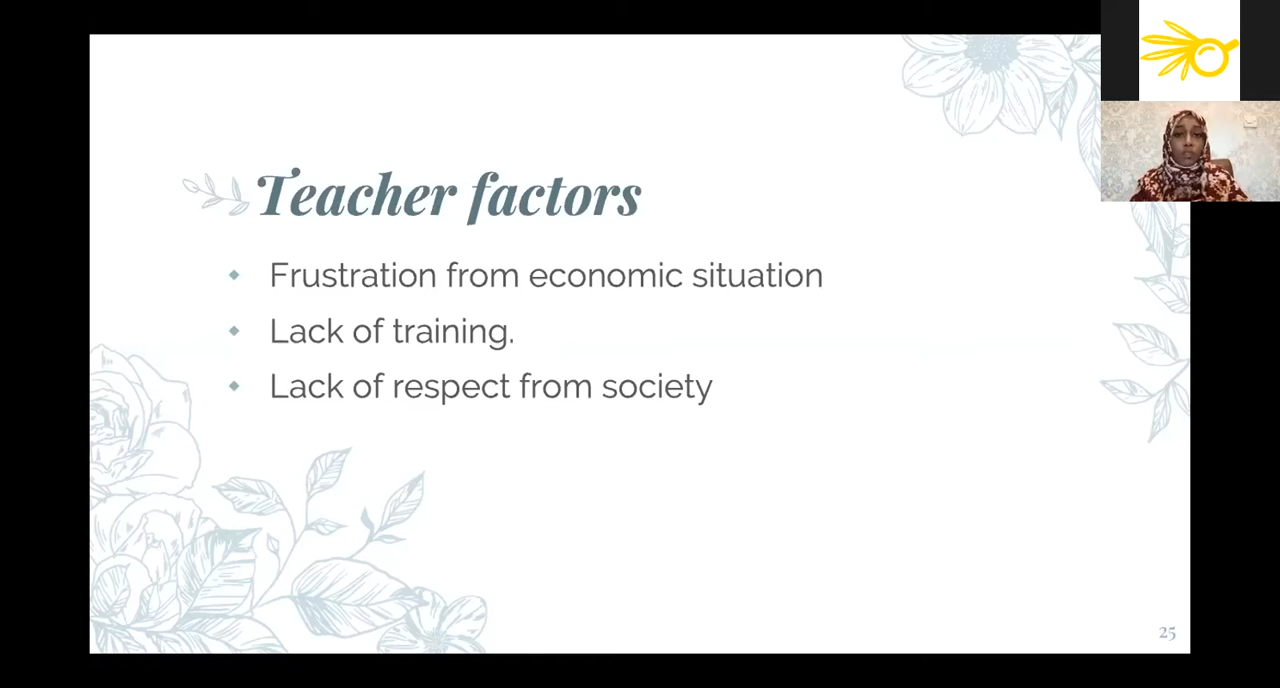 Teacher factors
Frustration from economic situation
Lack of training.
Lack of respect from society
25